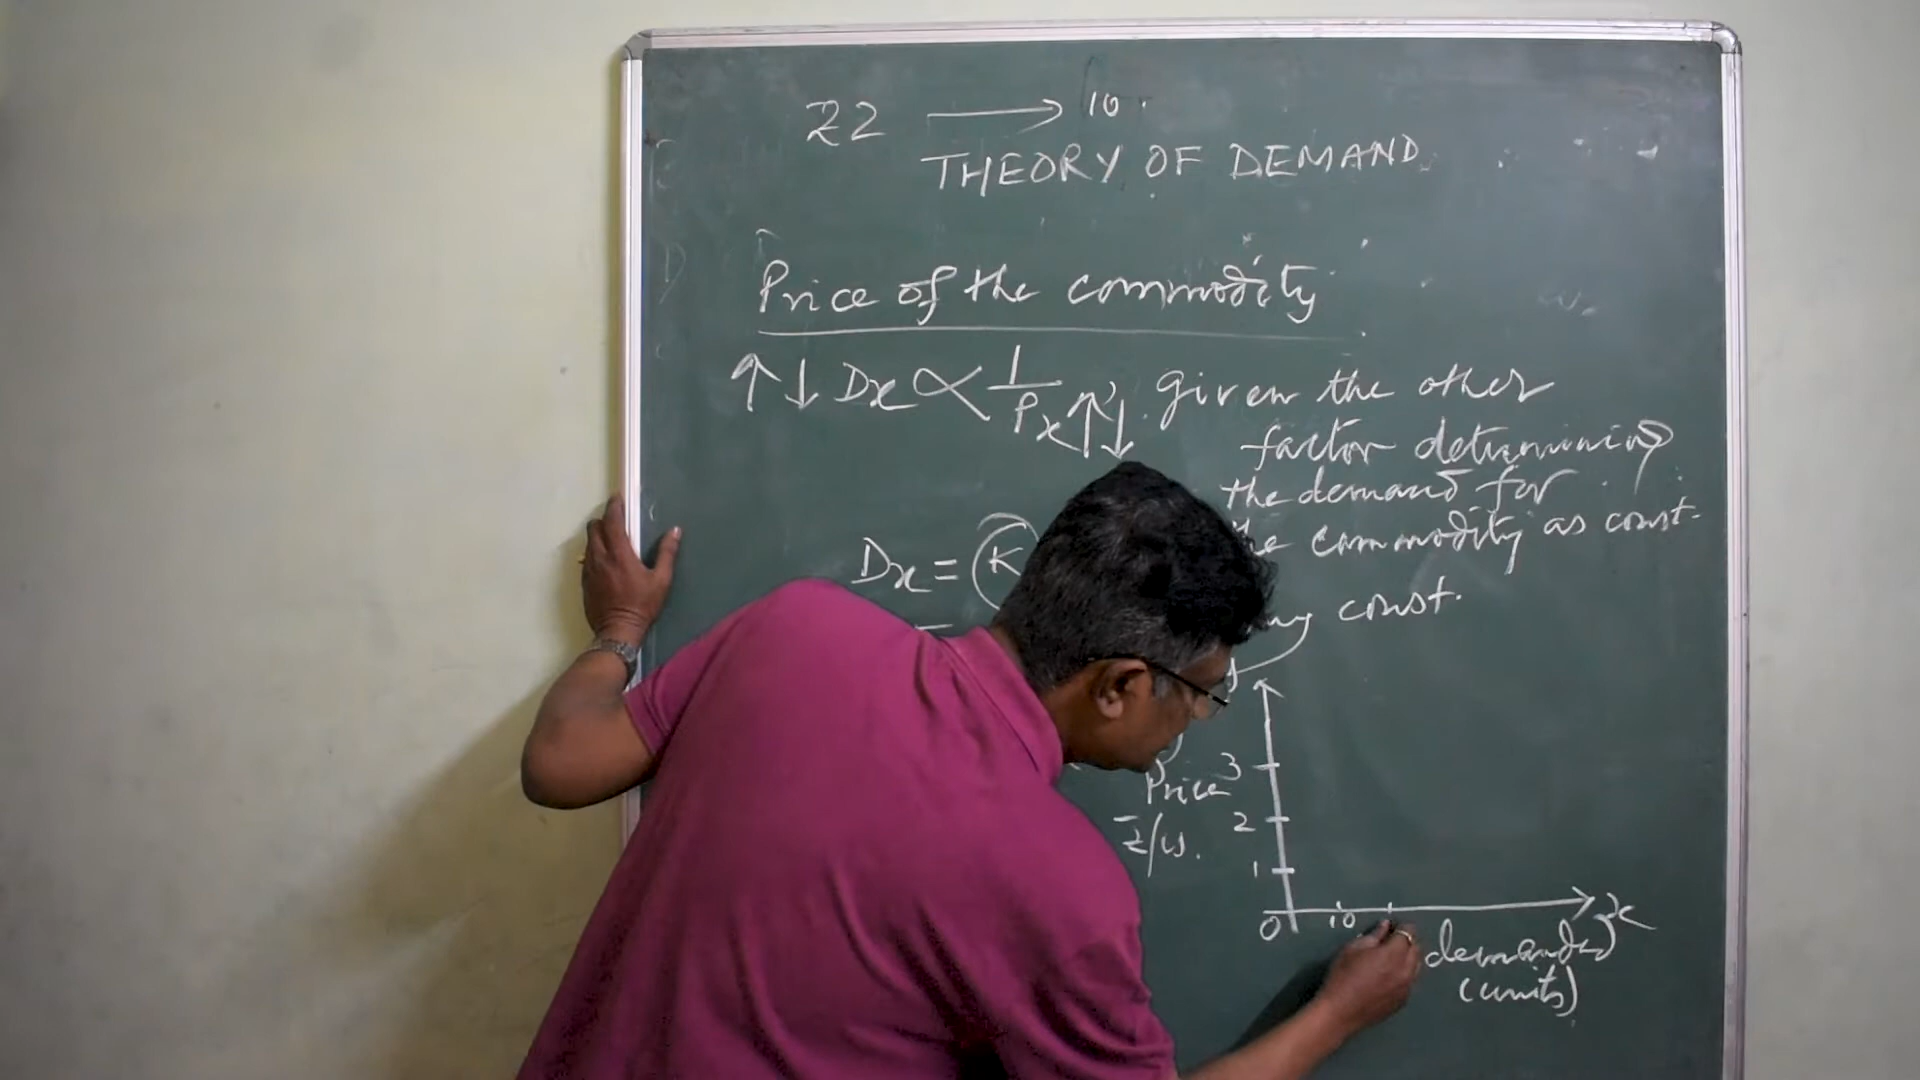 22 → 10.
THEORY OF DEMAND
Price of the commodity
↑ ↓ Dx ∝ 1/Px ↑↓ given the other
factor determining
the demand for
commodity as const.
Dx = (K
const.
3
Price
2
1
0 10 x
demanded
(units)